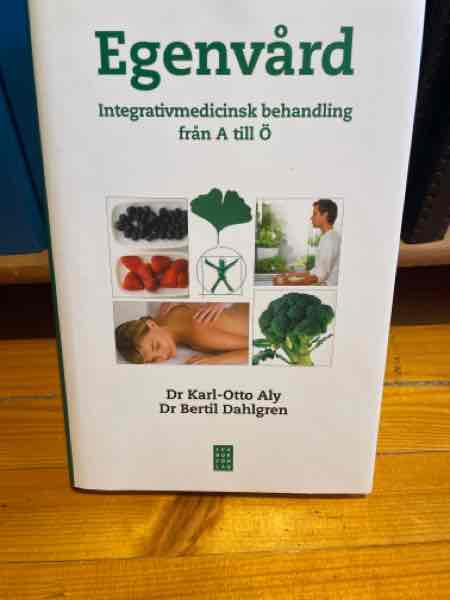 Egenvård
Integrativmedicinsk behandling
från A till Ö
Dr Karl-Otto Aly
Dr Bertil Dahlgren